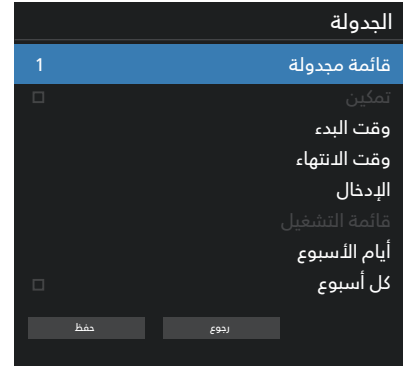 الجدولة
قائمة مجدولة 1
تمكين
وقت البدء
وقت الانتهاء
الإدخال
قائمة التشغيل
أيام الأسبوع
كل أسبوع
رجوع حفظ